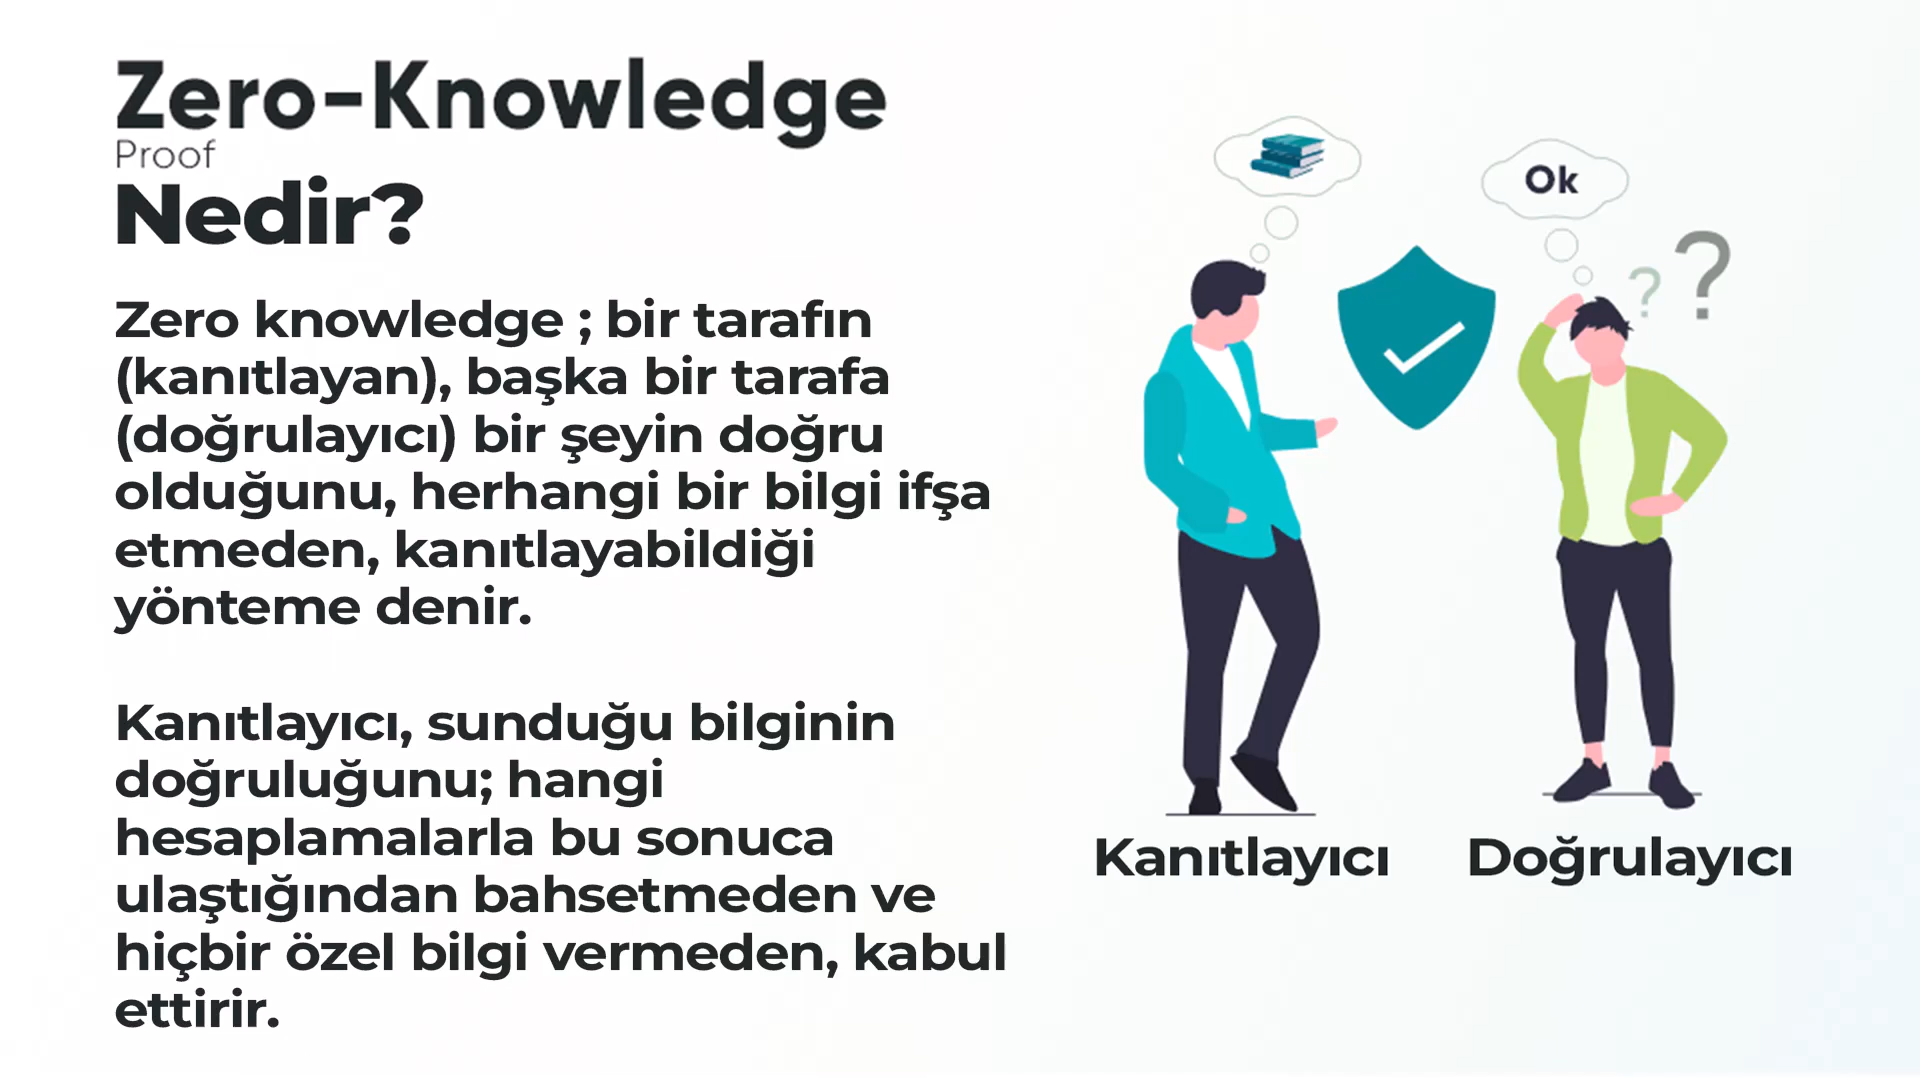 Zero-Knowledge
Proof
Nedir?
Zero knowledge ; bir tarafın
(kanıtlayan), başka bir tarafa
(doğrulayıcı) bir şeyin doğru
olduğunu, herhangi bir bilgi ifşa
etmeden, kanıtlayabildiği
yönteme denir.
Kanıtlayıcı, sunduğu bilginin
doğruluğunu; hangi
hesaplamalarla bu sonuca
ulaştığından bahsetmeden ve
hiçbir özel bilgi vermeden, kabul
ettirir.
Ok
? ?
Kanıtlayıcı
Doğrulayıcı